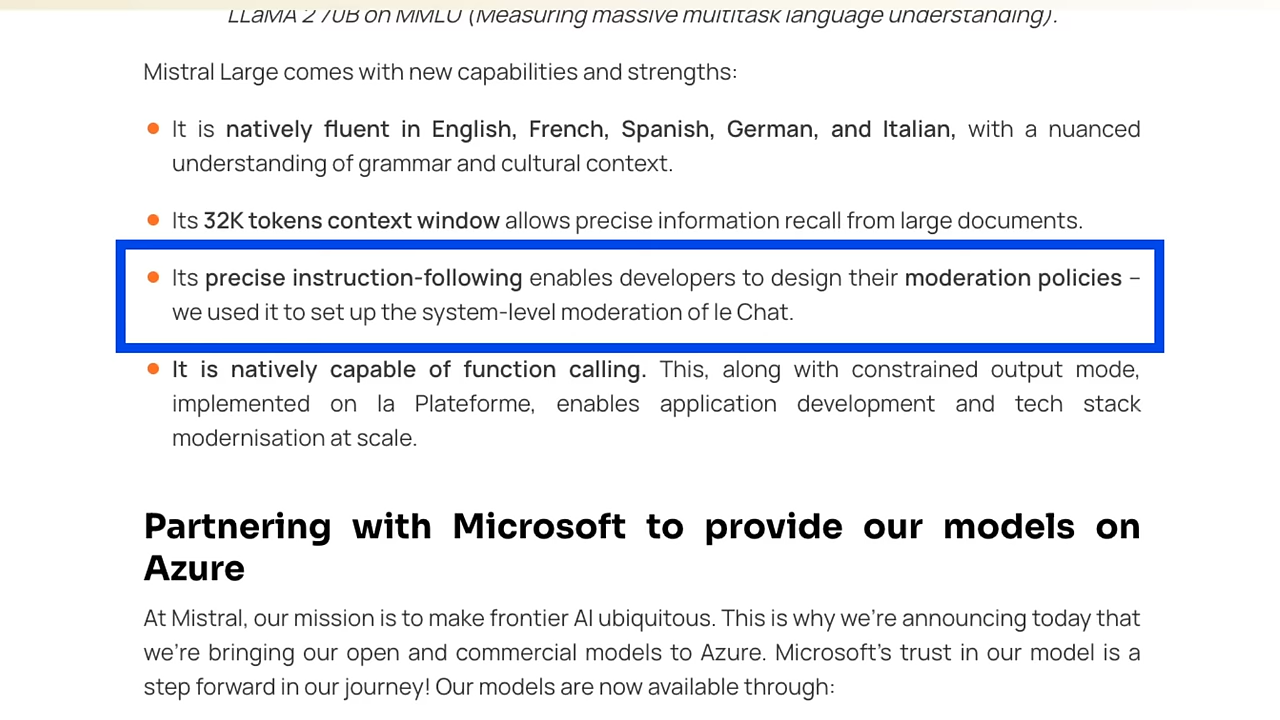 LLaMA 2 70B on MMLU (Measuring massive multitask language understanding).
Mistral Large comes with new capabilities and strengths:
It is natively fluent in English, French, Spanish, German, and Italian, with a nuanced
understanding of grammar and cultural context.
Its 32K tokens context window allows precise information recall from large documents.
Its precise instruction-following enables developers to design their moderation policies –
we used it to set up the system-level moderation of le Chat.
It is natively capable of function calling. This, along with constrained output mode,
implemented on la Plateforme, enables application development and tech stack
modernisation at scale.
Partnering with Microsoft to provide our models on
Azure
At Mistral, our mission is to make frontier AI ubiquitous. This is why we're announcing today that
we're bringing our open and commercial models to Azure. Microsoft's trust in our model is a
step forward in our journey! Our models are now available through: